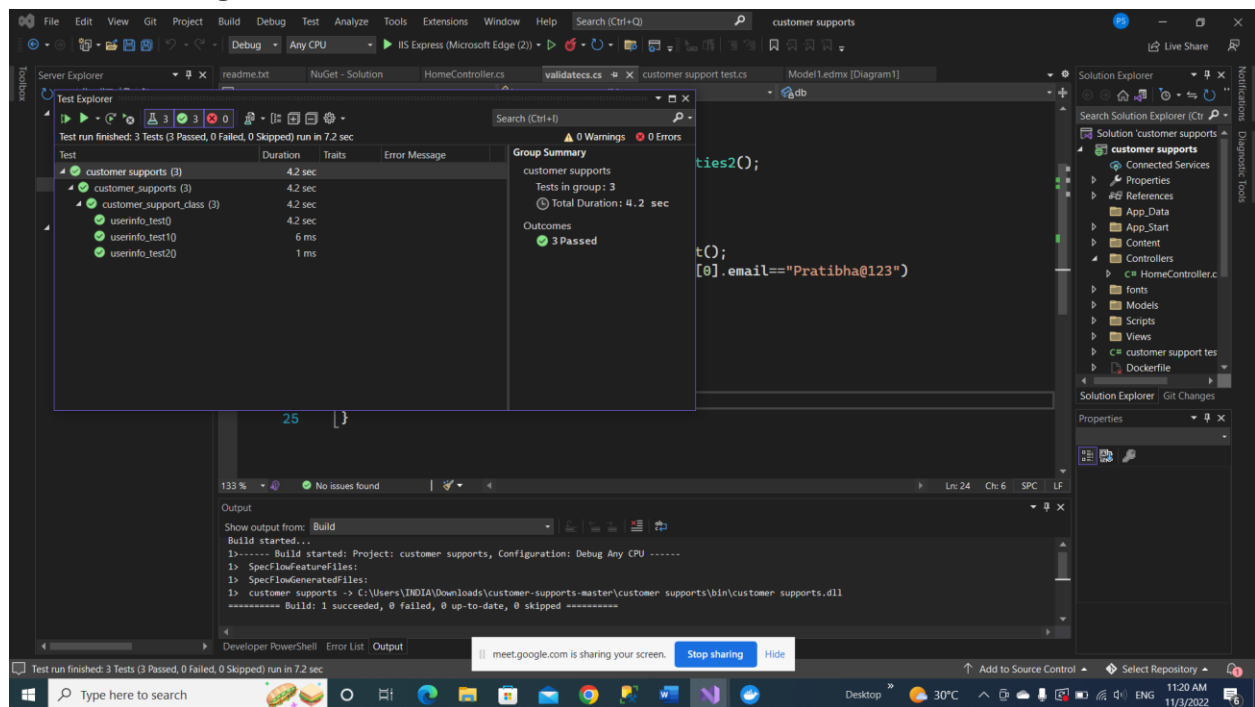 File Edit View Git Project Build Debug Test Analyze Tools Extensions Window Help Search (Ctrl+Q) customer supports PS
Debug Any CPU IIS Express (Microsoft Edge (2)) Live Share
Toolbox
Server Explorer
readme.txt NuGet - Solution HomeController.cs validatecs.cs customer support test.cs Model1.edmx [Diagram1]
db
Test Explorer
3 3 0 Search (Ctrl+I)
Test run finished: 3 Tests (3 Passed, 0 Failed, 0 Skipped) run in 7.2 sec 0 Warnings 0 Errors
Test Duration Traits Error Message
customer supports (3) 4.2 sec
customer_supports (3) 4.2 sec
customer_support_class (3) 4.2 sec
userinfo_test() 4.2 sec
userinfo_test1() 6 ms
userinfo_test2() 1 ms
Group Summary
customer supports
Tests in group: 3
Total Duration: 4.2 sec
Outcomes
3 Passed
ties2();
t();
[0].email=="Pratibha@123")
25 }
133 % No issues found Ln: 24 Ch: 6 SPC LF
Output
Show output from: Build
Build started...
1>------ Build started: Project: customer supports, Configuration: Debug Any CPU ------
1> SpecFlowFeatureFiles:
1> SpecFlowGeneratedFiles:
1> customer supports -> C:\Users\INDIA\Downloads\customer-supports-master\customer supports\bin\customer supports.dll
========== Build: 1 succeeded, 0 failed, 0 up-to-date, 0 skipped ==========
Developer PowerShell Error List Output
Solution Explorer
Search Solution Explorer (Ctr
Solution 'customer supports
customer supports
Connected Services
Properties
References
App_Data
App_Start
Content
Controllers
C# HomeController.c
fonts
Models
Scripts
Views
C# customer support tes
Dockerfile
Solution Explorer Git Changes
Properties
Notifications
Diagnostic Tools
meet.google.com is sharing your screen. Stop sharing Hide
Test run finished: 3 Tests (3 Passed, 0 Failed, 0 Skipped) run in 7.2 sec Add to Source Control Select Repository 1
Type here to search Desktop 30°C ENG 11:20 AM
11/3/2022 6